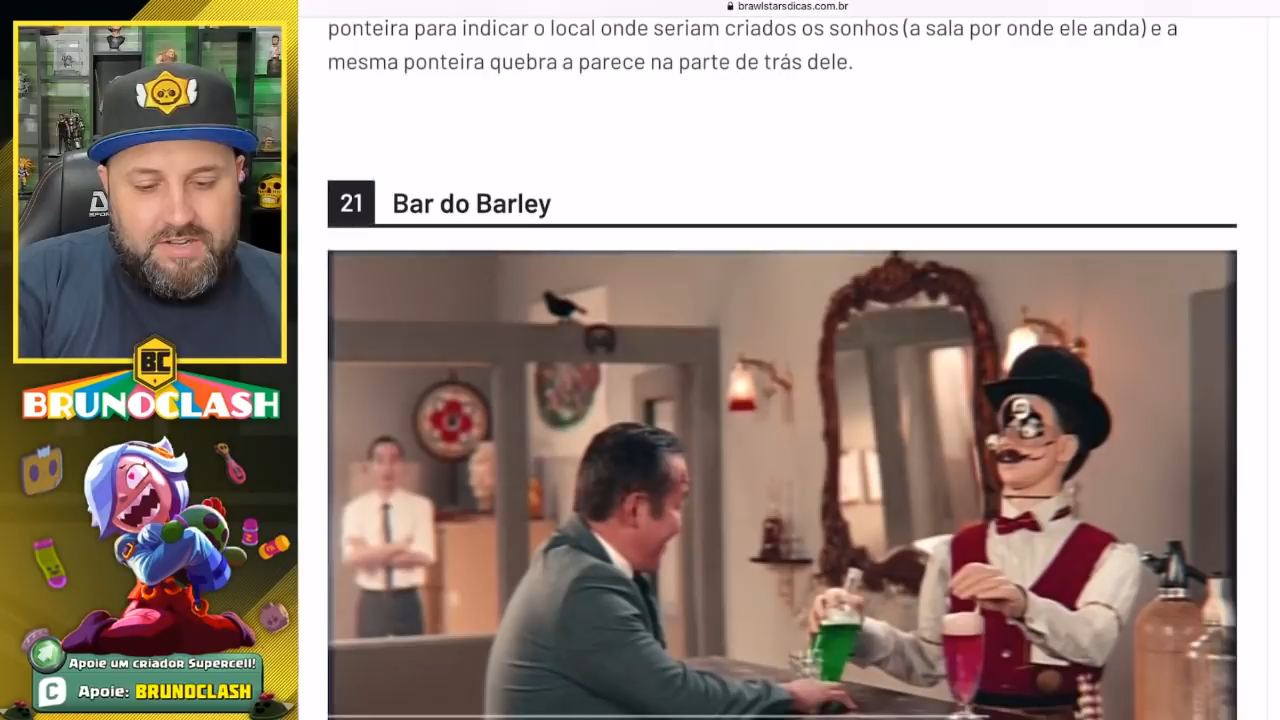 brawlstarsdicas.com.br
ponteira para indicar o local onde seriam criados os sonhos (a sala por onde ele anda) e a
mesma ponteira quebra a parece na parte de trás dele.
21 Bar do Barley
BC
BRUNOCLASH
Apoie um criador Supercell!
C Apoie: BRUNOCLASH